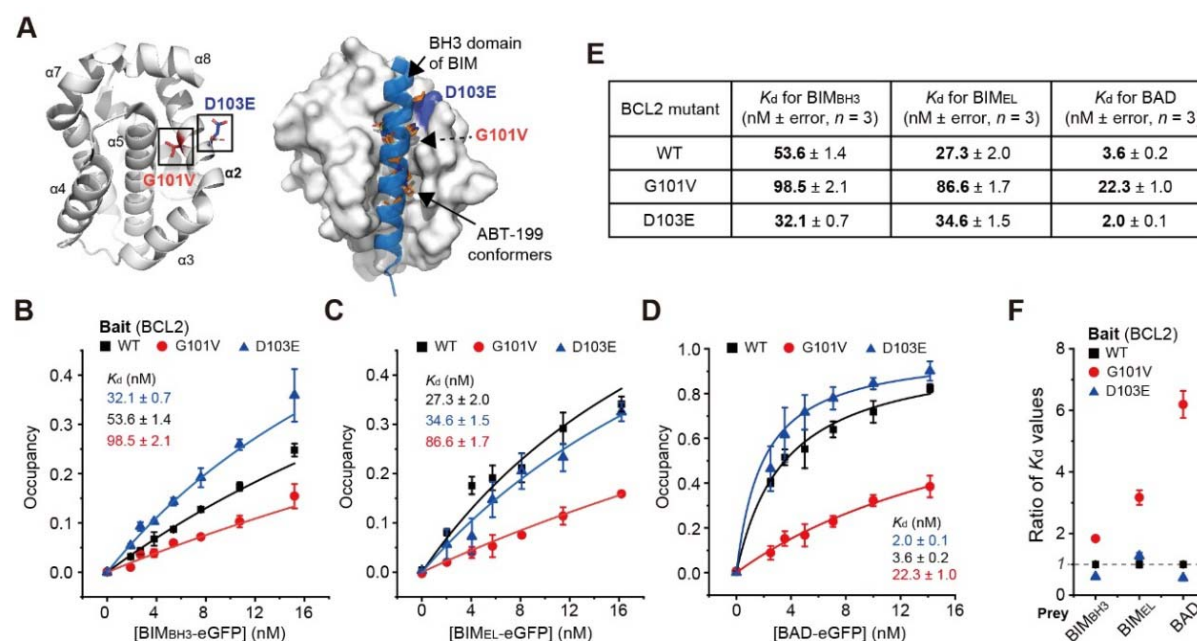 A
α8
α7
D103E
α5
G101V
α2
α4
α3
BH3 domain
of BIM
D103E
G101V
ABT-199
conformers
E
BCL2 mutant
Kd for BIMBH3
(nM ± error, n = 3)
Kd for BIMEL
(nM ± error, n = 3)
Kd for BAD
(nM ± error, n = 3)
WT 53.6 ± 1.4 27.3 ± 2.0 3.6 ± 0.2
G101V 98.5 ± 2.1 86.6 ± 1.7 22.3 ± 1.0
D103E 32.1 ± 0.7 34.6 ± 1.5 2.0 ± 0.1
B
Bait (BCL2)
WT G101V D103E
Kd (nM)
32.1 ± 0.7
53.6 ± 1.4
98.5 ± 2.1
Occupancy
0.4
0.3
0.2
0.1
0.0
0 4 8 12 16
[BIMBH3-eGFP] (nM)
C
WT G101V D103E
Kd (nM)
27.3 ± 2.0
34.6 ± 1.5
86.6 ± 1.7
Occupancy
0.4
0.3
0.2
0.1
0.0
0 4 8 12 16
[BIMEL-eGFP] (nM)
D
WT G101V D103E
Kd (nM)
2.0 ± 0.1
3.6 ± 0.2
22.3 ± 1.0
Occupancy
1.0
0.8
0.6
0.4
0.2
0.0
0 4 8 12 16
[BAD-eGFP] (nM)
F
Bait (BCL2)
WT
G101V
D103E
Ratio of Kd values
8
6
4
2
1
0
Prey
BIMBH3
BIMEL
BAD